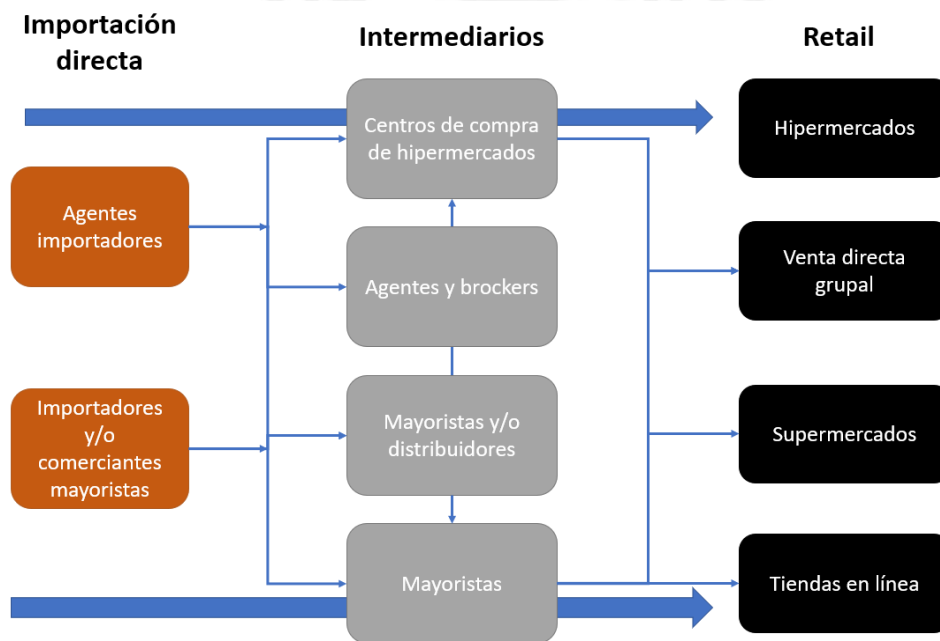 Importación
directa
Intermediarios
Retail
Agentes
importadores
Importadores
y/o
comerciantes
mayoristas
Centros de compra
de hipermercados
Agentes y brockers
Mayoristas y/o
distribuidores
Mayoristas
Hipermercados
Venta directa
grupal
Supermercados
Tiendas en línea